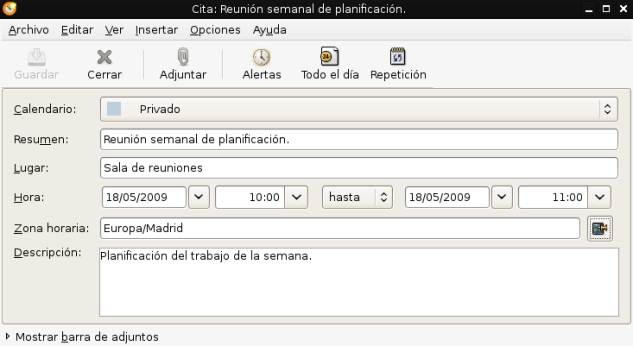 Cita: Reunión semanal de planificación.
Archivo Editar Ver Insertar Opciones Citas Ayuda
Guardar Cerrar Adjuntar Alertas Todo el día Repetición
Calendario: Privado
Resumen: Reunión semanal de planificación.
Lugar: Sala de reuniones
Hora: 18/05/2009 10:00 hasta 18/05/2009 11:00
Zona horaria: Europa/Madrid
Descripción: Planificación del trabajo de la semana.
Mostrar barra de adjuntos